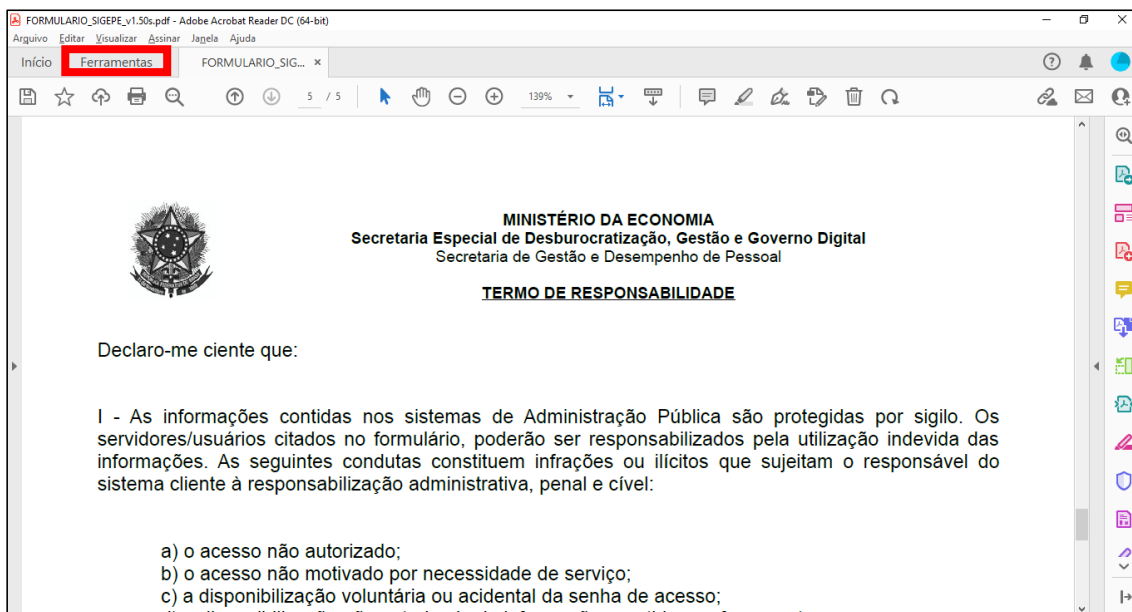 FORMULARIO_SIGEPE_v1.50s.pdf - Adobe Acrobat Reader DC (64-bit)
Arquivo Editar Visualizar Assinar Janela Ajuda
Início Ferramentas FORMULARIO_SIG... ×
5 / 5 139%
MINISTÉRIO DA ECONOMIA
Secretaria Especial de Desburocratização, Gestão e Governo Digital
Secretaria de Gestão e Desempenho de Pessoal
TERMO DE RESPONSABILIDADE
Declaro-me ciente que:
I - As informações contidas nos sistemas de Administração Pública são protegidas por sigilo. Os
servidores/usuários citados no formulário, poderão ser responsabilizados pela utilização indevida das
informações. As seguintes condutas constituem infrações ou ilícitos que sujeitam o responsável do
sistema cliente à responsabilização administrativa, penal e cível:
a) o acesso não autorizado;
b) o acesso não motivado por necessidade de serviço;
c) a disponibilização voluntária ou acidental da senha de acesso;